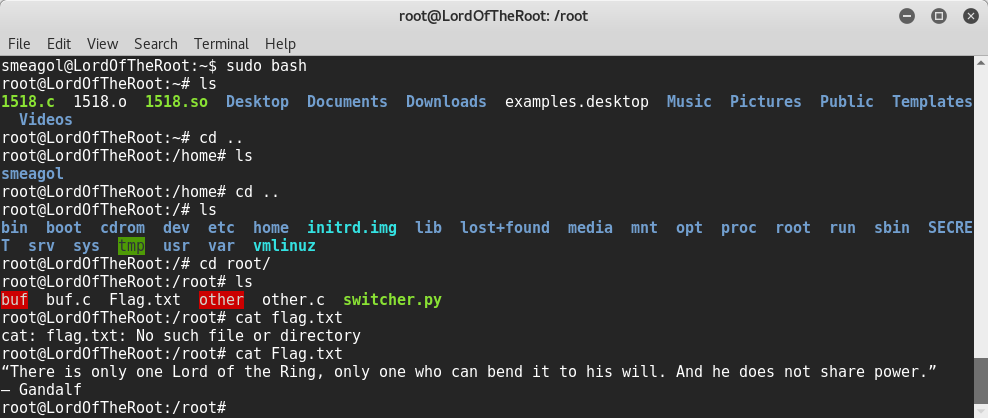 root@LordOfTheRoot: /root
File Edit View Search Terminal Help
smeagol@LordOfTheRoot:~$ sudo bash
root@LordOfTheRoot:~# ls
1518.c 1518.o 1518.so Desktop Documents Downloads examples.desktop Music Pictures Public Templates
Videos
root@LordOfTheRoot:~# cd ..
root@LordOfTheRoot:/home# ls
smeagol
root@LordOfTheRoot:/home# cd ..
root@LordOfTheRoot:/# ls
bin boot cdrom dev etc home initrd.img lib lost+found media mnt opt proc root run sbin SECRE
T srv sys tmp usr var vmlinuz
root@LordOfTheRoot:/# cd root/
root@LordOfTheRoot:/root# ls
buf buf.c Flag.txt other other.c switcher.py
root@LordOfTheRoot:/root# cat flag.txt
cat: flag.txt: No such file or directory
root@LordOfTheRoot:/root# cat Flag.txt
“There is only one Lord of the Ring, only one who can bend it to his will. And he does not share power.”
– Gandalf
root@LordOfTheRoot:/root#